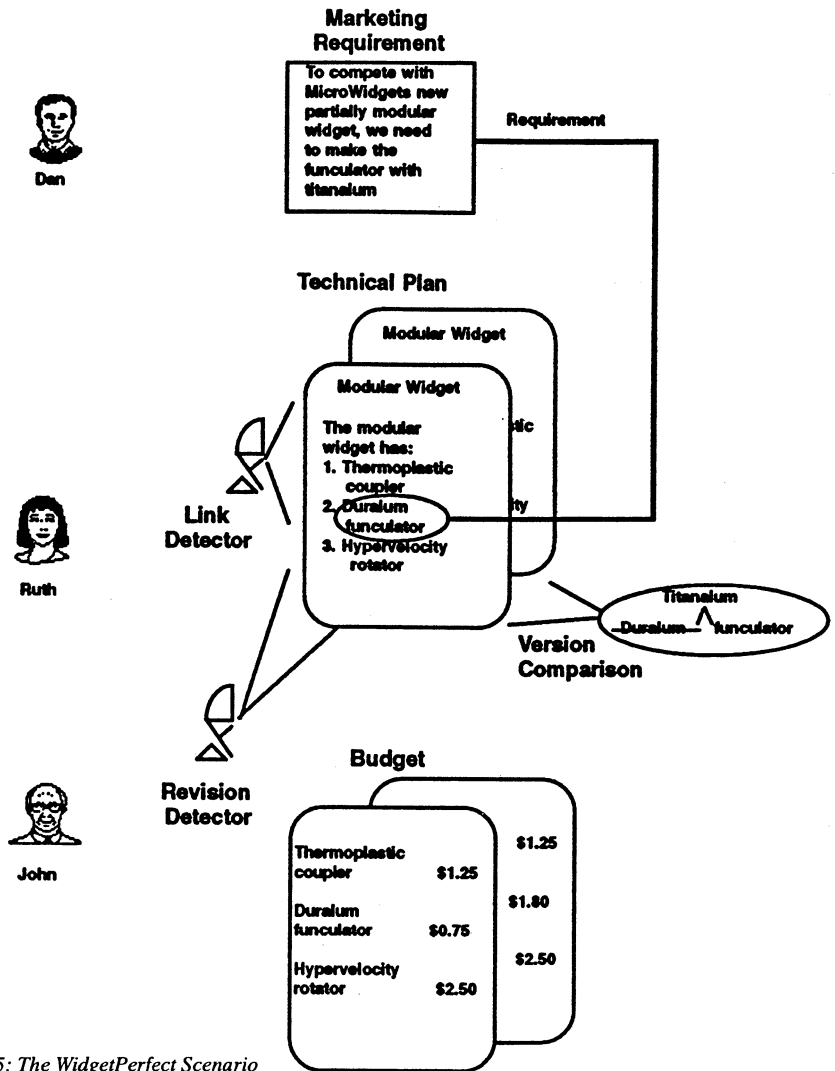 Marketing
Requirement
To compete with
MicroWidgets new
partially modular
widget, we need
to make the
funculator with
titanalum
Requirement
Dan
Technical Plan
Modular Widget
Modular Widget
The modular
widget has:
1. Thermoplastic
coupler
2. Duralum
funculator
3. Hypervelocity
rotator
stic
ity
Link
Detector
Ruth
Titanalum
Duralum funculator
Version
Comparison
Revision
Detector
John
Budget
Thermoplastic
coupler $1.25
Duralum
funculator $0.75
Hypervelocity
rotator $2.50
$1.25
$1.80
$2.50
5: The WidgetPerfect Scenario